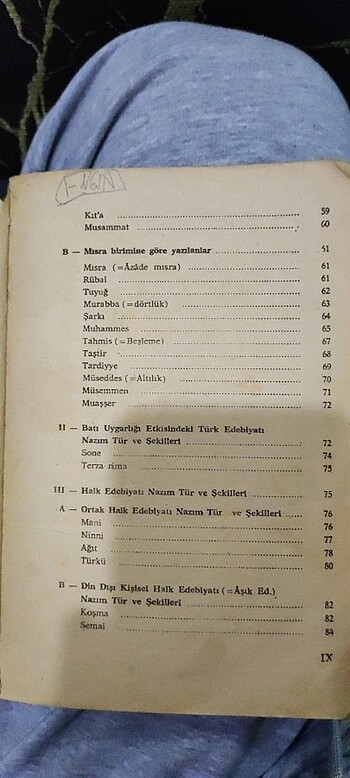 Kıt'a 59
Musammat 60
B — Mısra birimine göre yazılanlar 51
Mısra (=Âzâde mısra) 61
Rübaî 61
Tuyuğ 62
Murabba (=dörtlük) 63
Şarkı 64
Muhammes 65
Tahmis (=Beşleme) 67
Taştir 68
Tardiyye 69
Müseddes (=Altılık) 70
Müsemmen 71
Muaşşer 72
II — Batı Uygarlığı Etkisindeki Türk Edebiyatı
Nazım Tür ve Şekilleri 72
Sone 74
Terza rima 75
III — Halk Edebiyatı Nazım Tür ve Şekilleri 75
A — Ortak Halk Edebiyatı Nazım Tür ve Şekilleri 76
Mani 76
Ninni 77
Ağıt 78
Türkü 80
B — Din Dışı Kişisel Halk Edebiyatı (=Âşık Ed.)
Nazım Tür ve Şekilleri 82
Koşma 82
Semai 84
IX